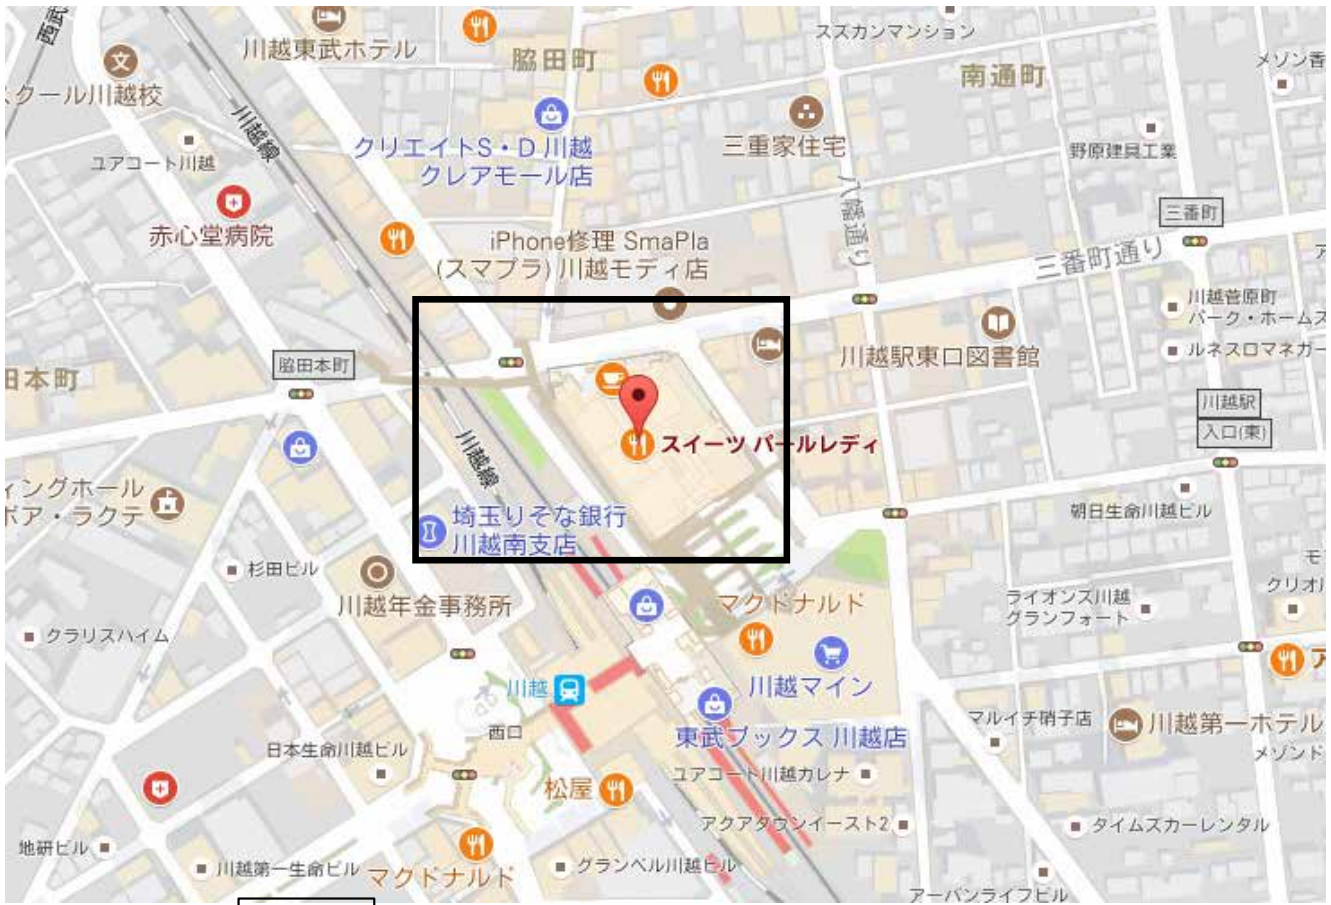 西武
川越東武ホテル
脇田町
スズカンマンション
南通町
メゾン香
スクール川越校
川越線
クリエイトS・D 川越
クレアモール店
三重家住宅
野原建具工業
ユアコート川越
赤心堂病院
八幡通り
三番町
iPhone修理 SmaPla
(スマプラ) 川越モディ店
三番町通り
川越菅原町
パーク・ホームズ
川越駅東口図書館
ルネスロマネガー
脇田本町
田本町
川越駅
入口(東)
スイーツ パールレディ
川越線
ィングホール
ボア・ラクテ
埼玉りそな銀行
川越南支店
朝日生命川越ビル
杉田ビル
川越年金事務所
マクドナルド
ライオンズ川越
グランフォート
クリオ川
クラリスハイム
川越
川越マイン
西口
東武ブックス 川越店
マルイチ硝子店
川越第一ホテル
メゾンド
日本生命川越ビル
ユアコート川越カレナ
松屋
アクアタウンイースト2
タイムズカーレンタル
地研ビル
川越第一生命ビル
マクドナルド
グランベル川越ビル
アーバンライフビル